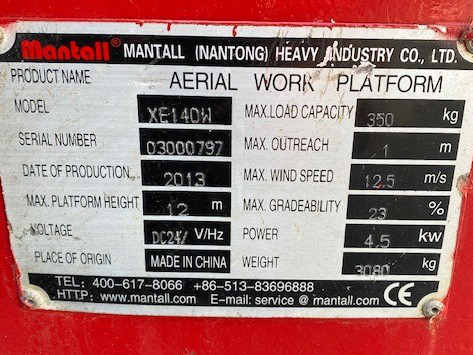 Mantall® MANTALL (NANTONG) HEAVY INDUSTRY CO., LTD.
PRODUCT NAME AERIAL WORK PLATFORM
MODEL XE140W MAX.LOAD CAPACITY 350 kg
SERIAL NUMBER 03000797 MAX. OUTREACH 1 m
DATE OF PRODUCTION 2013 MAX. WIND SPEED 12.5 m/s
MAX. PLATFORM HEIGHT 12 m MAX. GRADEABILITY 23 %
VOLTAGE DC24V V/Hz POWER 4.5 kw
PLACE OF ORIGIN MADE IN CHINA WEIGHT 3080 kg
TEL: 400-617-8066 +86-513-83696888
HTTP: www.mantall.com E-mail: service @ mantall.com CE